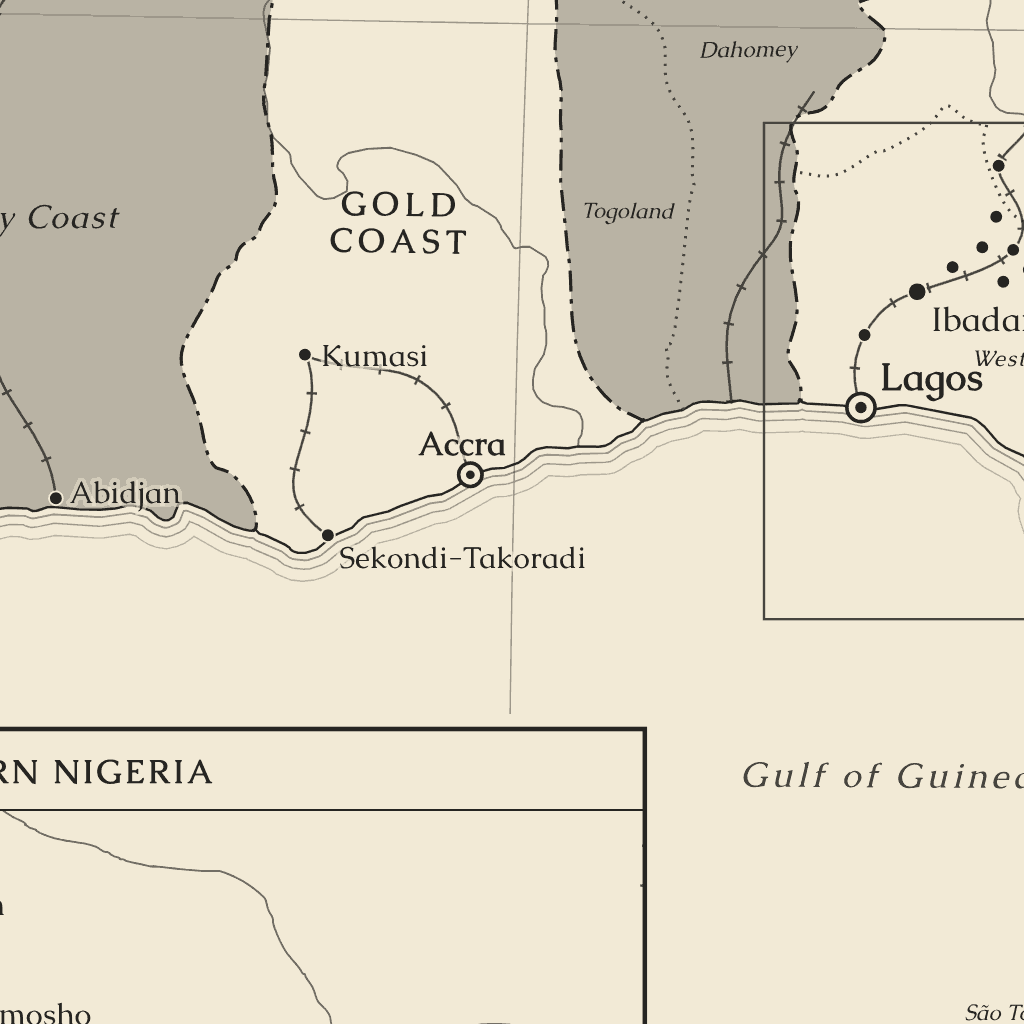 Dahomey
y Coast
GOLD
COAST
Togoland
Ibadan
Kumasi
West
Lagos
Accra
Abidjan
Sekondi-Takoradi
RN NIGERIA
Gulf of Guinea
mosho
São To